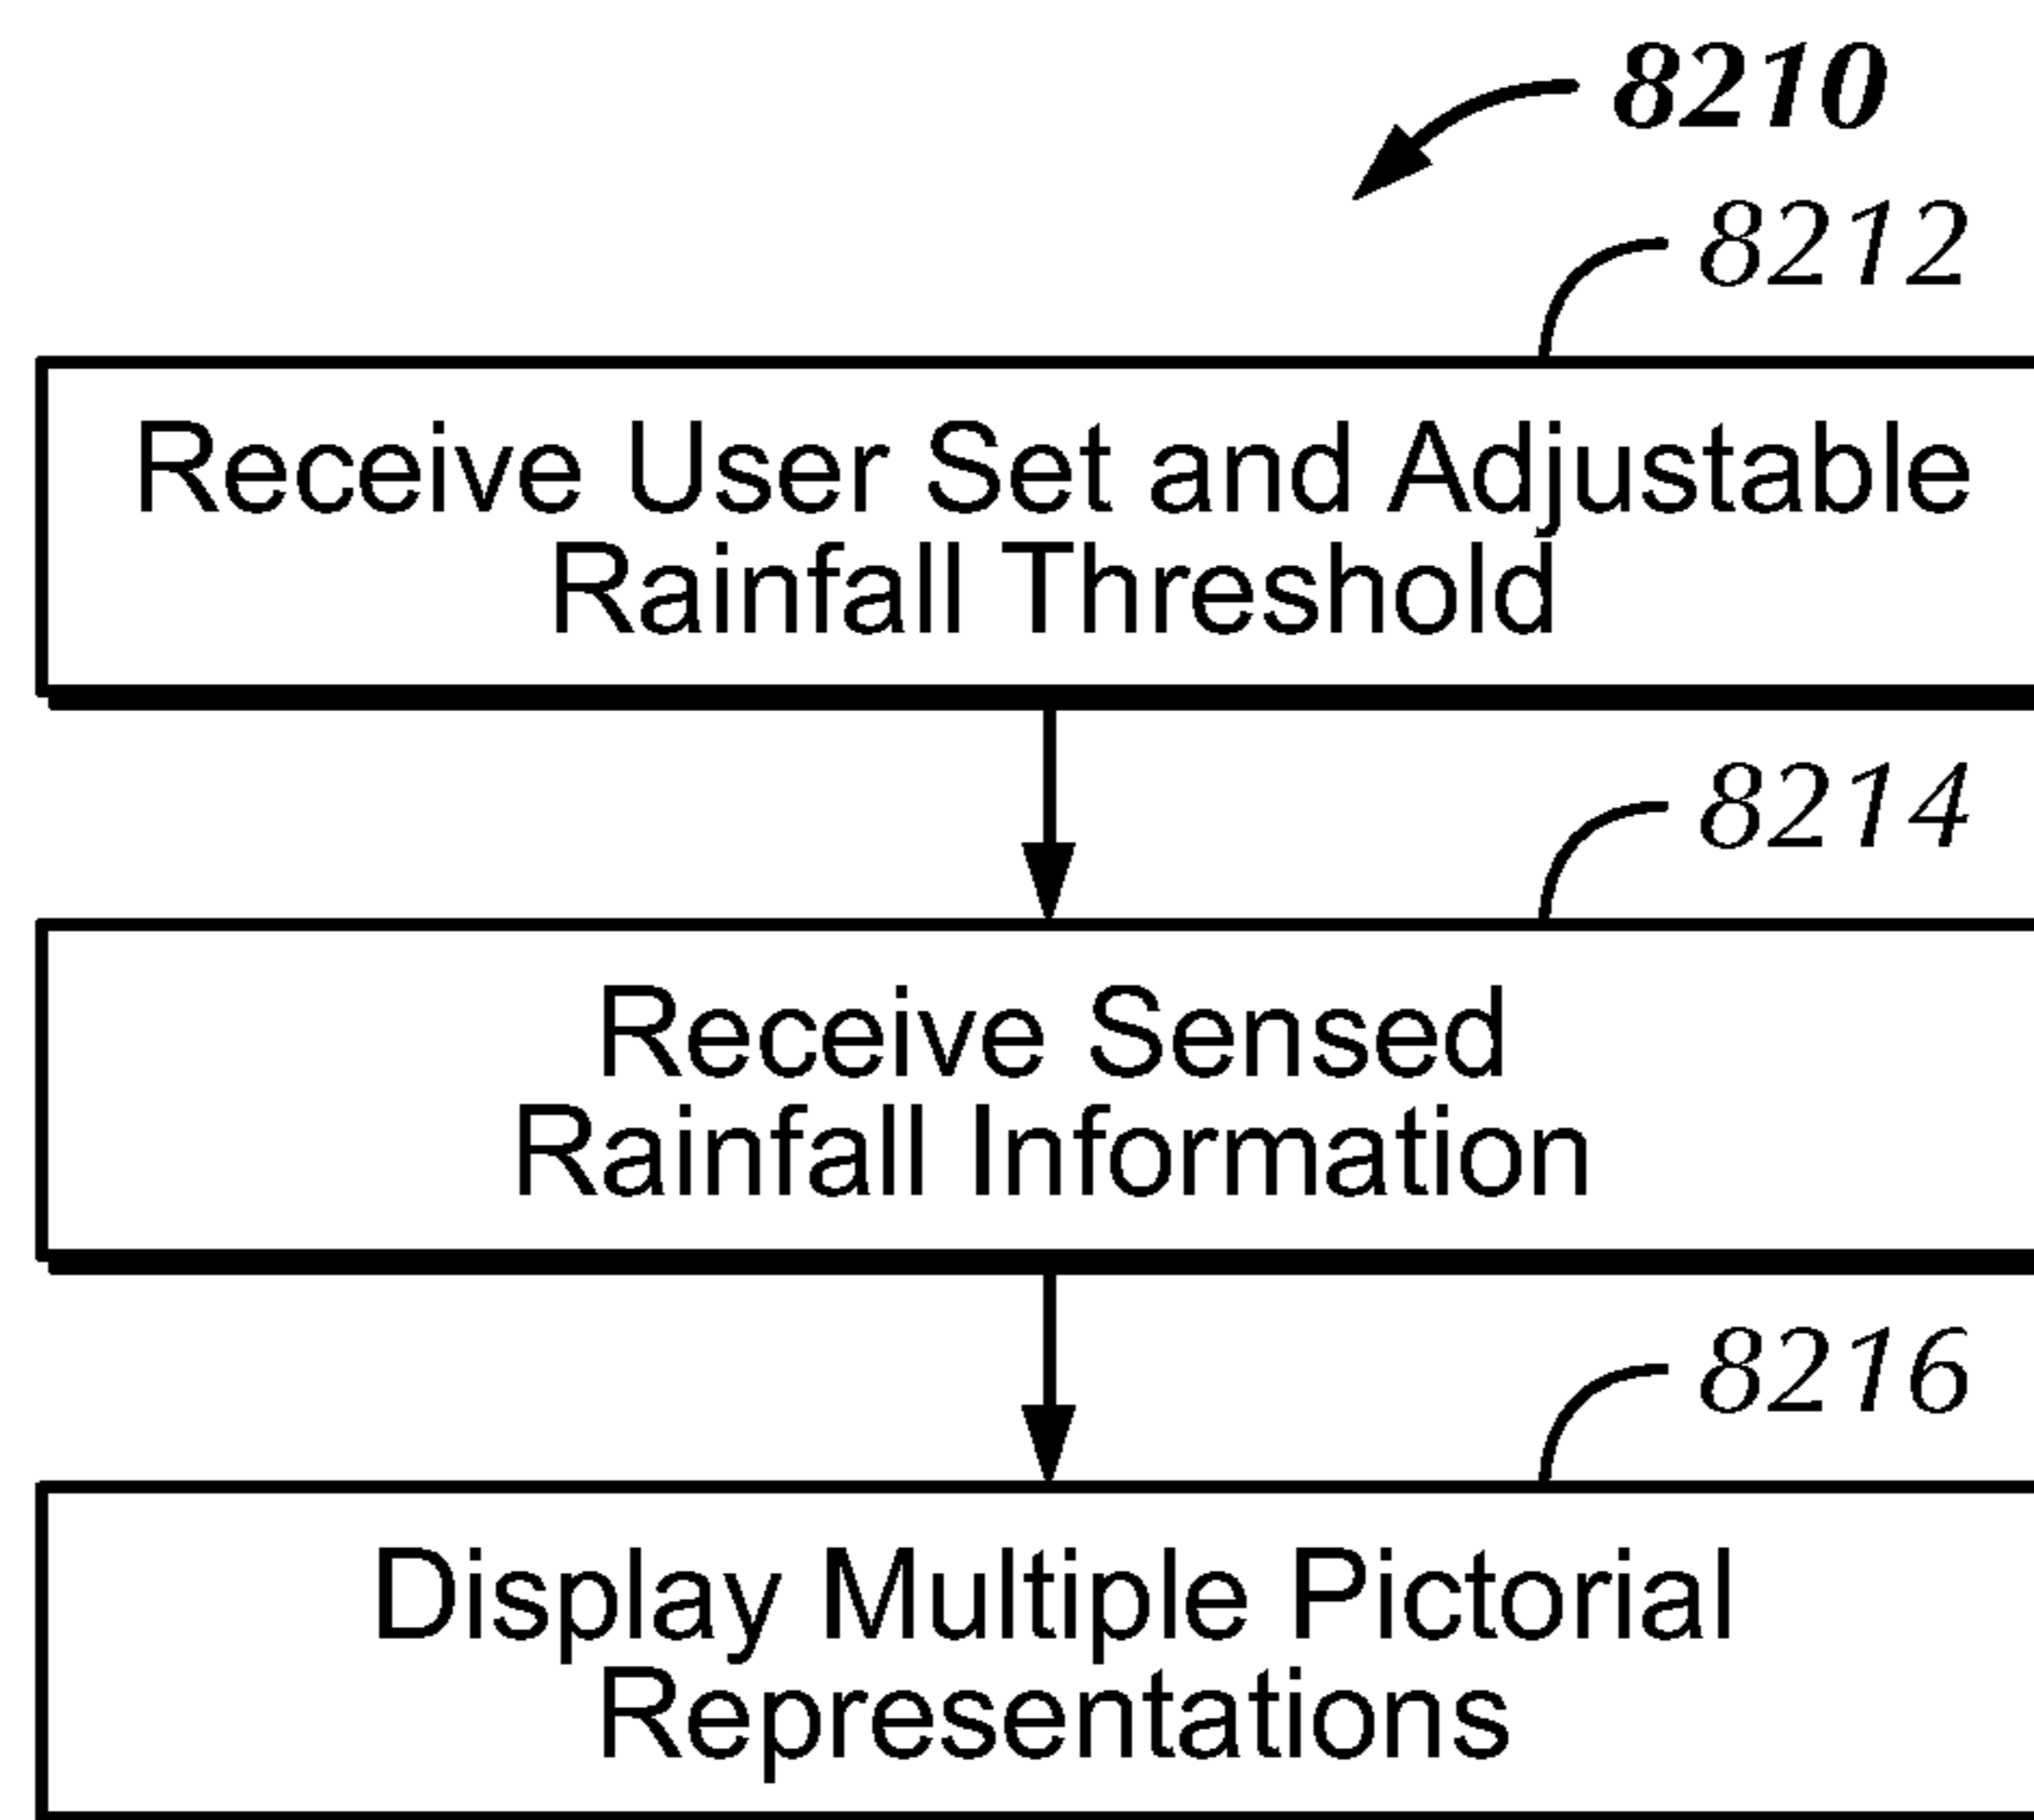 8210
8212
Receive User Set and Adjustable
Rainfall Threshold
8214
Receive Sensed
Rainfall Information
8216
Display Multiple Pictorial
Representations